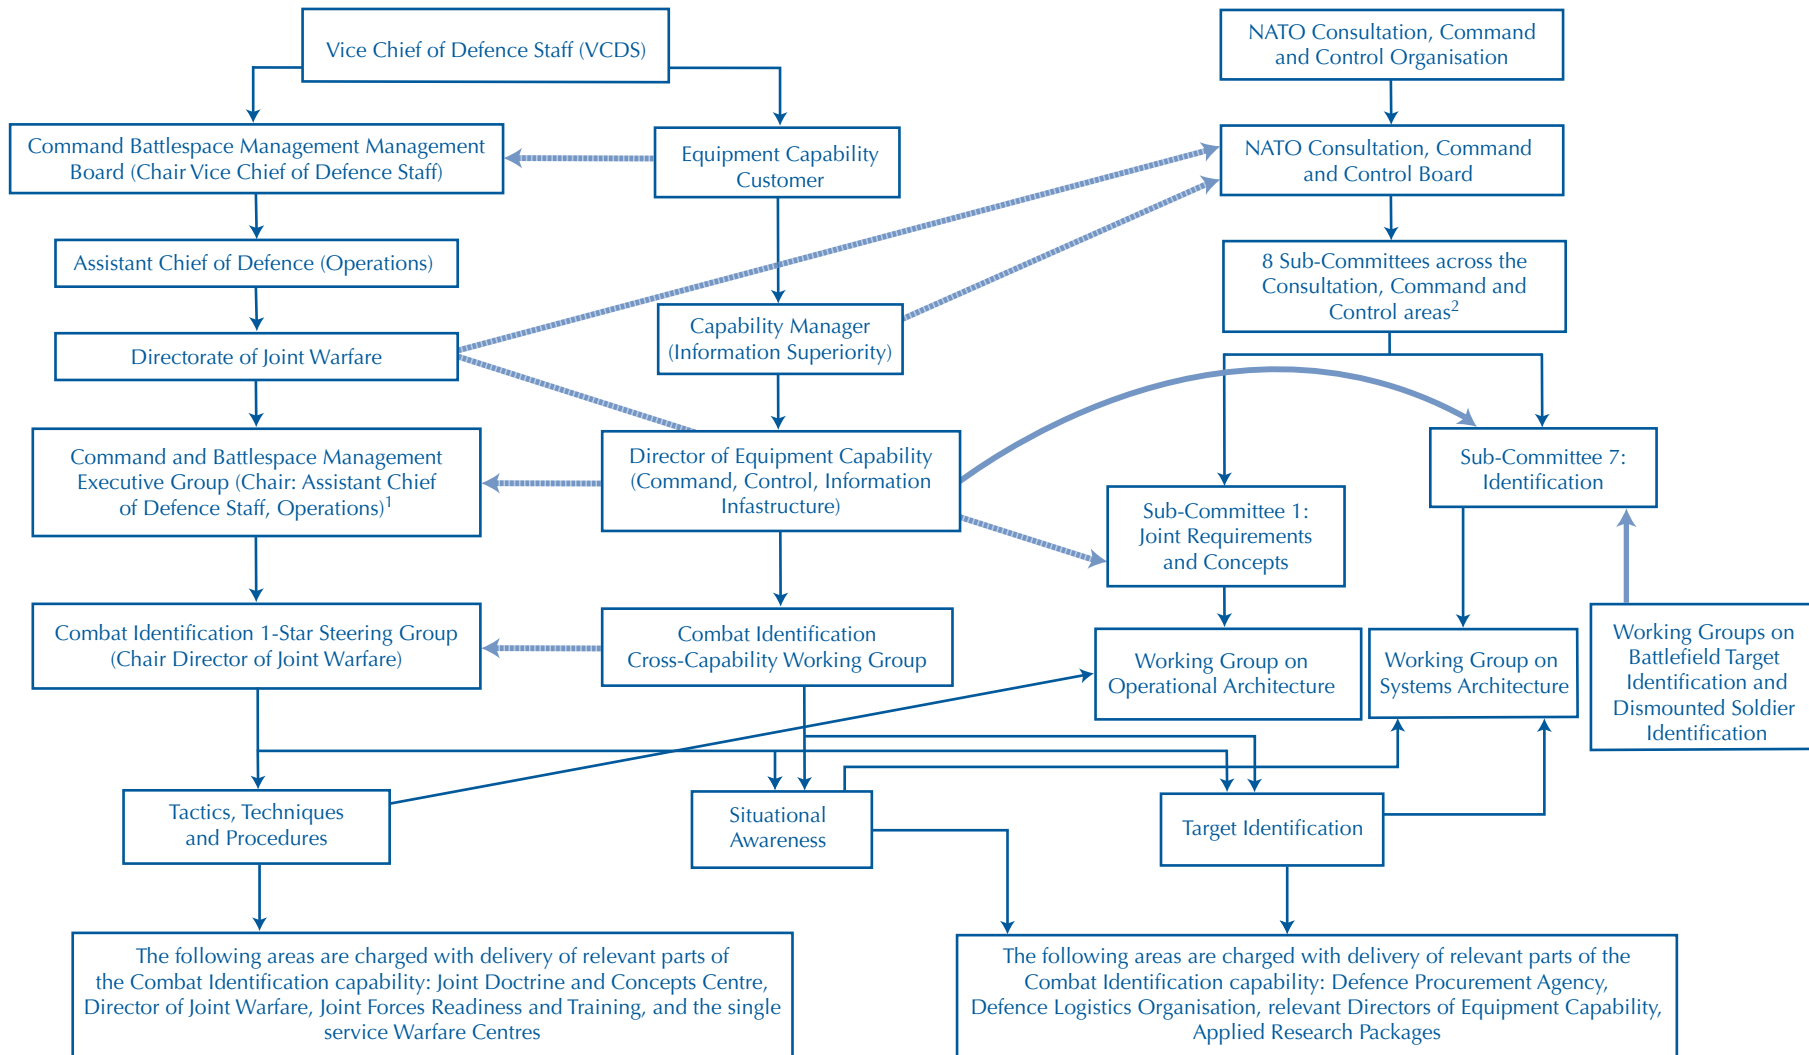 Vice Chief of Defence Staff (VCDS)
NATO Consultation, Command
and Control Organisation
Command Battlespace Management Management
Board (Chair Vice Chief of Defence Staff)
Equipment Capability
Customer
NATO Consultation, Command
and Control Board
Assistant Chief of Defence (Operations)
8 Sub-Committees across the
Consultation, Command and
Control areas2
Directorate of Joint Warfare
Capability Manager
(Information Superiority)
Command and Battlespace Management
Executive Group (Chair: Assistant Chief
of Defence Staff, Operations)1
Director of Equipment Capability
(Command, Control, Information
Infastructure)
Sub-Committee 1:
Joint Requirements
and Concepts
Sub-Committee 7:
Identification
Combat Identification 1-Star Steering Group
(Chair Director of Joint Warfare)
Combat Identification
Cross-Capability Working Group
Working Group on
Operational Architecture
Working Group on
Systems Architecture
Working Groups on
Battlefield Target
Identification and
Dismounted Soldier
Identification
Tactics, Techniques
and Procedures
Situational
Awareness
Target Identification
The following areas are charged with delivery of relevant parts of
the Combat Identification capability: Joint Doctrine and Concepts Centre,
Director of Joint Warfare, Joint Forces Readiness and Training, and the single
service Warfare Centres
The following areas are charged with delivery of relevant parts of the
Combat Identification capability: Defence Procurement Agency,
Defence Logistics Organisation, relevant Directors of Equipment Capability,
Applied Research Packages